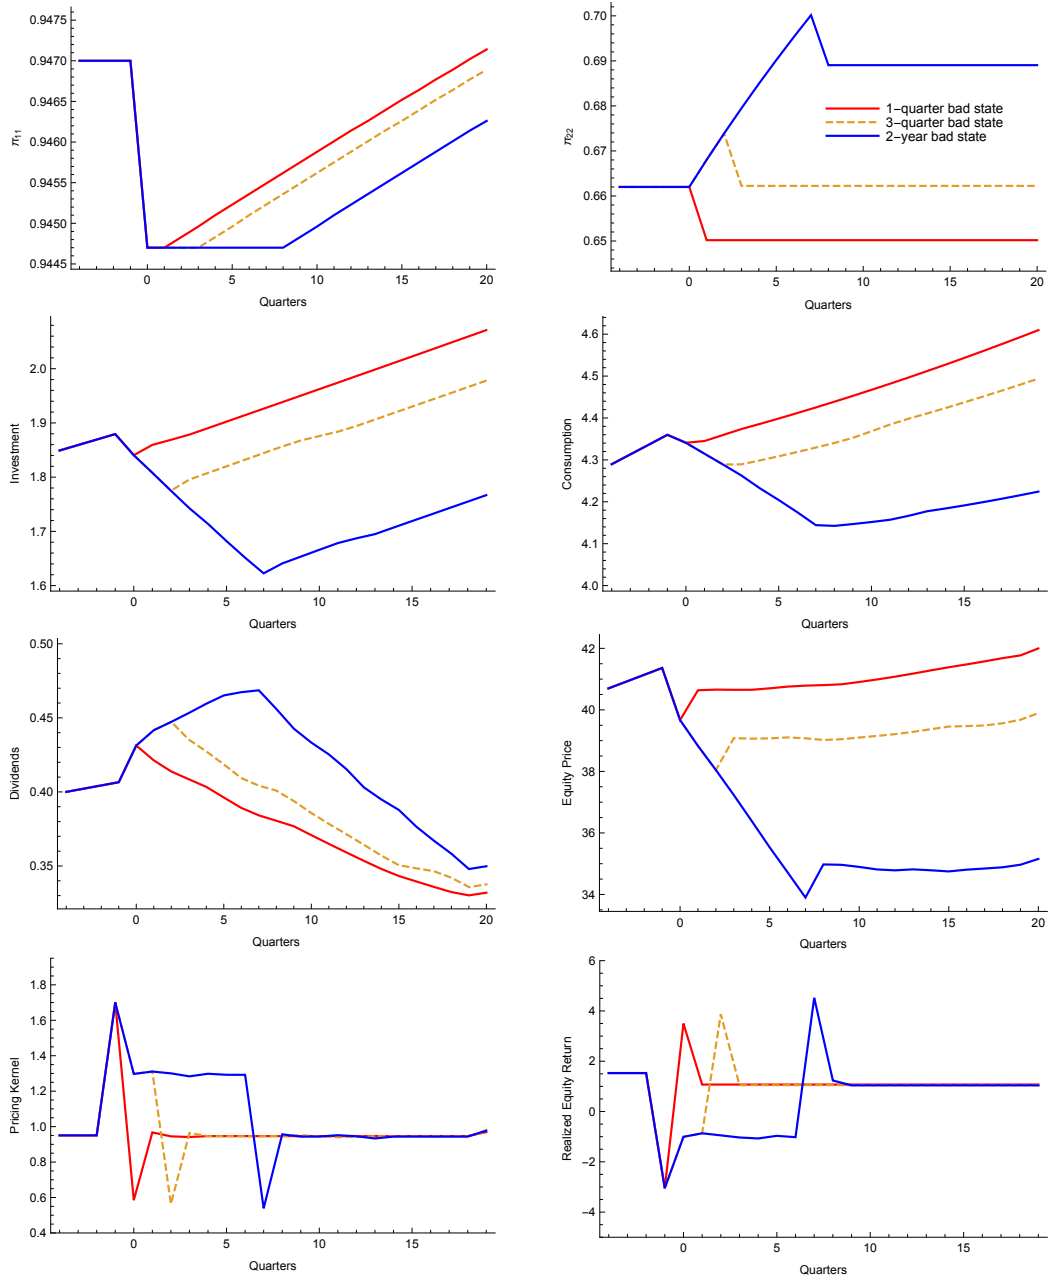 0.9475
0.9470
0.9465
0.9460
0.9455
0.9450
0.9445
π11
0 5 10 15 20
Quarters
0.70
0.69
0.68
0.67
0.66
0.65
π22
1-quarter bad state
3-quarter bad state
2-year bad state
0 5 10 15 20
Quarters
2.0
1.9
1.8
1.7
1.6
Investment
0 5 10 15
Quarters
4.6
4.5
4.4
4.3
4.2
4.1
4.0
Consumption
0 5 10 15
Quarters
0.50
0.45
0.40
0.35
Dividends
0 5 10 15 20
Quarters
42
40
38
36
34
Equity Price
0 5 10 15 20
Quarters
1.8
1.6
1.4
1.2
1.0
0.8
0.6
0.4
Pricing Kernel
0 5 10 15
Quarters
6
4
2
0
−2
−4
Realized Equity Return
0 5 10 15
Quarters